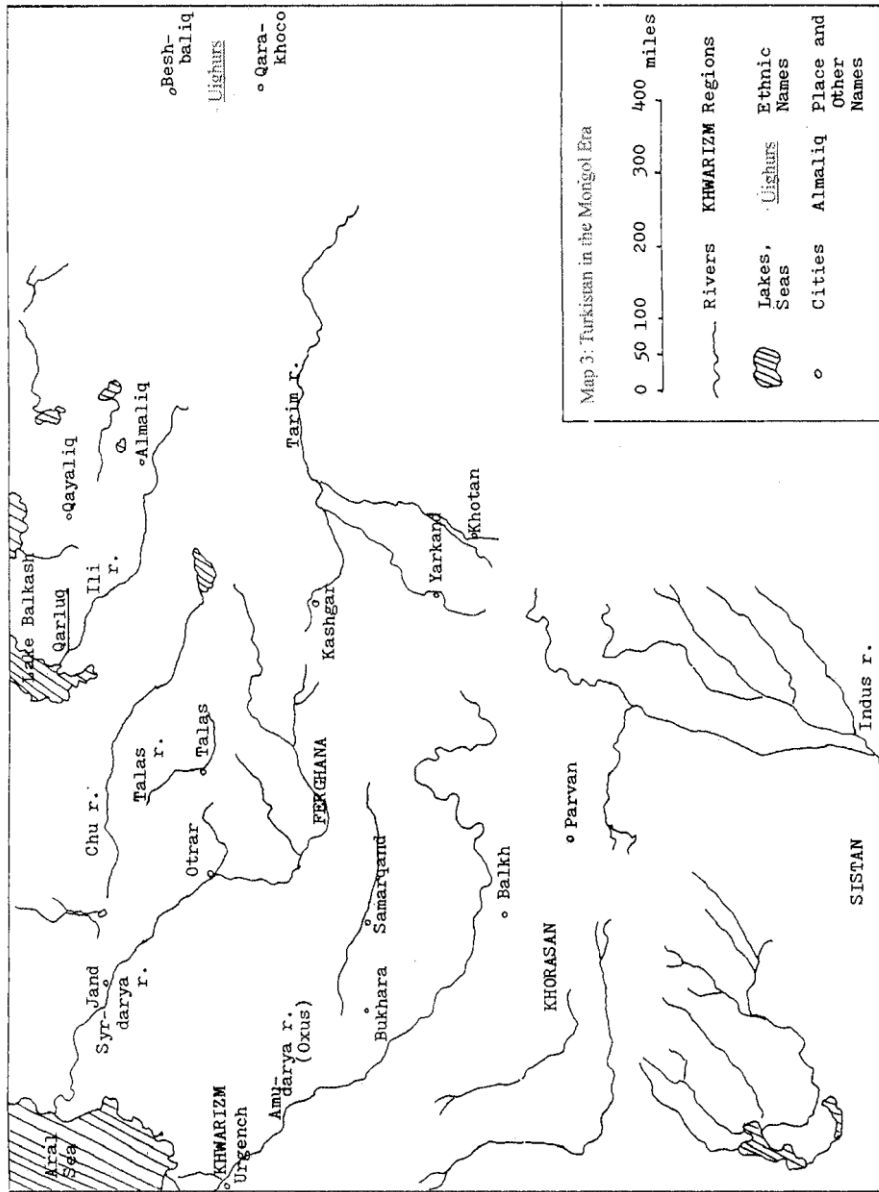 Aral
Sea
Syr-
darya
r.
Jand
Chu r.
Lake Balkash
Qarluq
Ili
r.
Qayaliq
Almaliq
Besh-
baliq
Uighurs
Qara-
khoco
KHWARIZM
Urgench
Amu-
darya r.
(Oxus)
Otrar
Talas
r.
Talas
FERGHANA
Bukhara
Samarqand
Kashgar
Tarim r.
Yarkand
Khotan
Balkh
Parvan
KHORASAN
SISTAN
Indus r.
Map 3: Turkistan in the Mongol Era
0 50 100 200 300 400 miles
Rivers KHWARIZM Regions
Lakes, Uighurs Ethnic
Seas Names
Cities Almaliq Place and
Other
Names